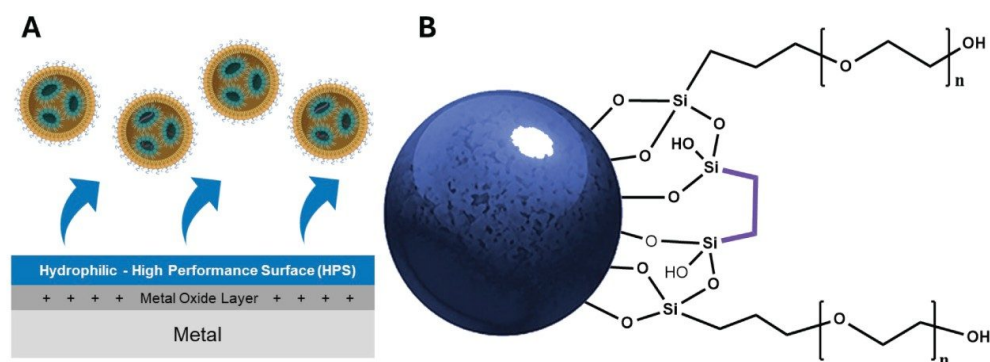 A
Hydrophilic - High Performance Surface (HPS)
+ + + + Metal Oxide Layer + + + +
Metal
B
OH
O
n
Si
O
O
O
HO
Si
O
O
Si
HO
O
O
Si
O
O
OH
n